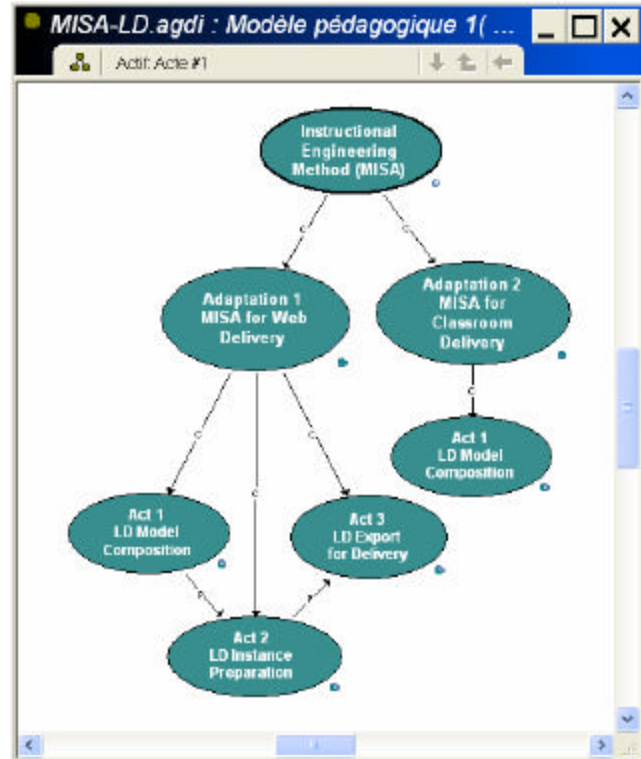 MISA-LD.agdi : Modèle pédagogique 1( ...
Actif: Acte #1
Instructional
Engineering
Method (MISA)
C
C
Adaptation 1
MISA for Web
Delivery
Adaptation 2
MISA for
Classroom
Delivery
C
C
C
C
Act 1
LD Model
Composition
Act 1
LD Model
Composition
Act 3
LD Export
for Delivery
P
P
Act 2
LD Instance
Preparation